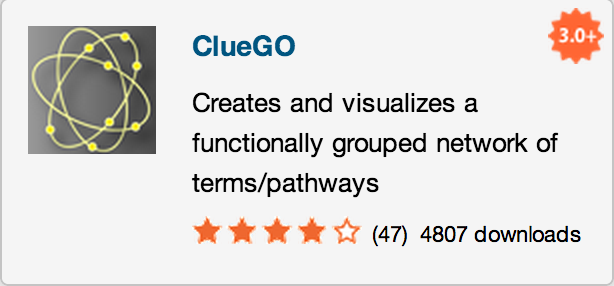 3.0+
ClueGO
Creates and visualizes a
functionally grouped network of
terms/pathways
(47) 4807 downloads